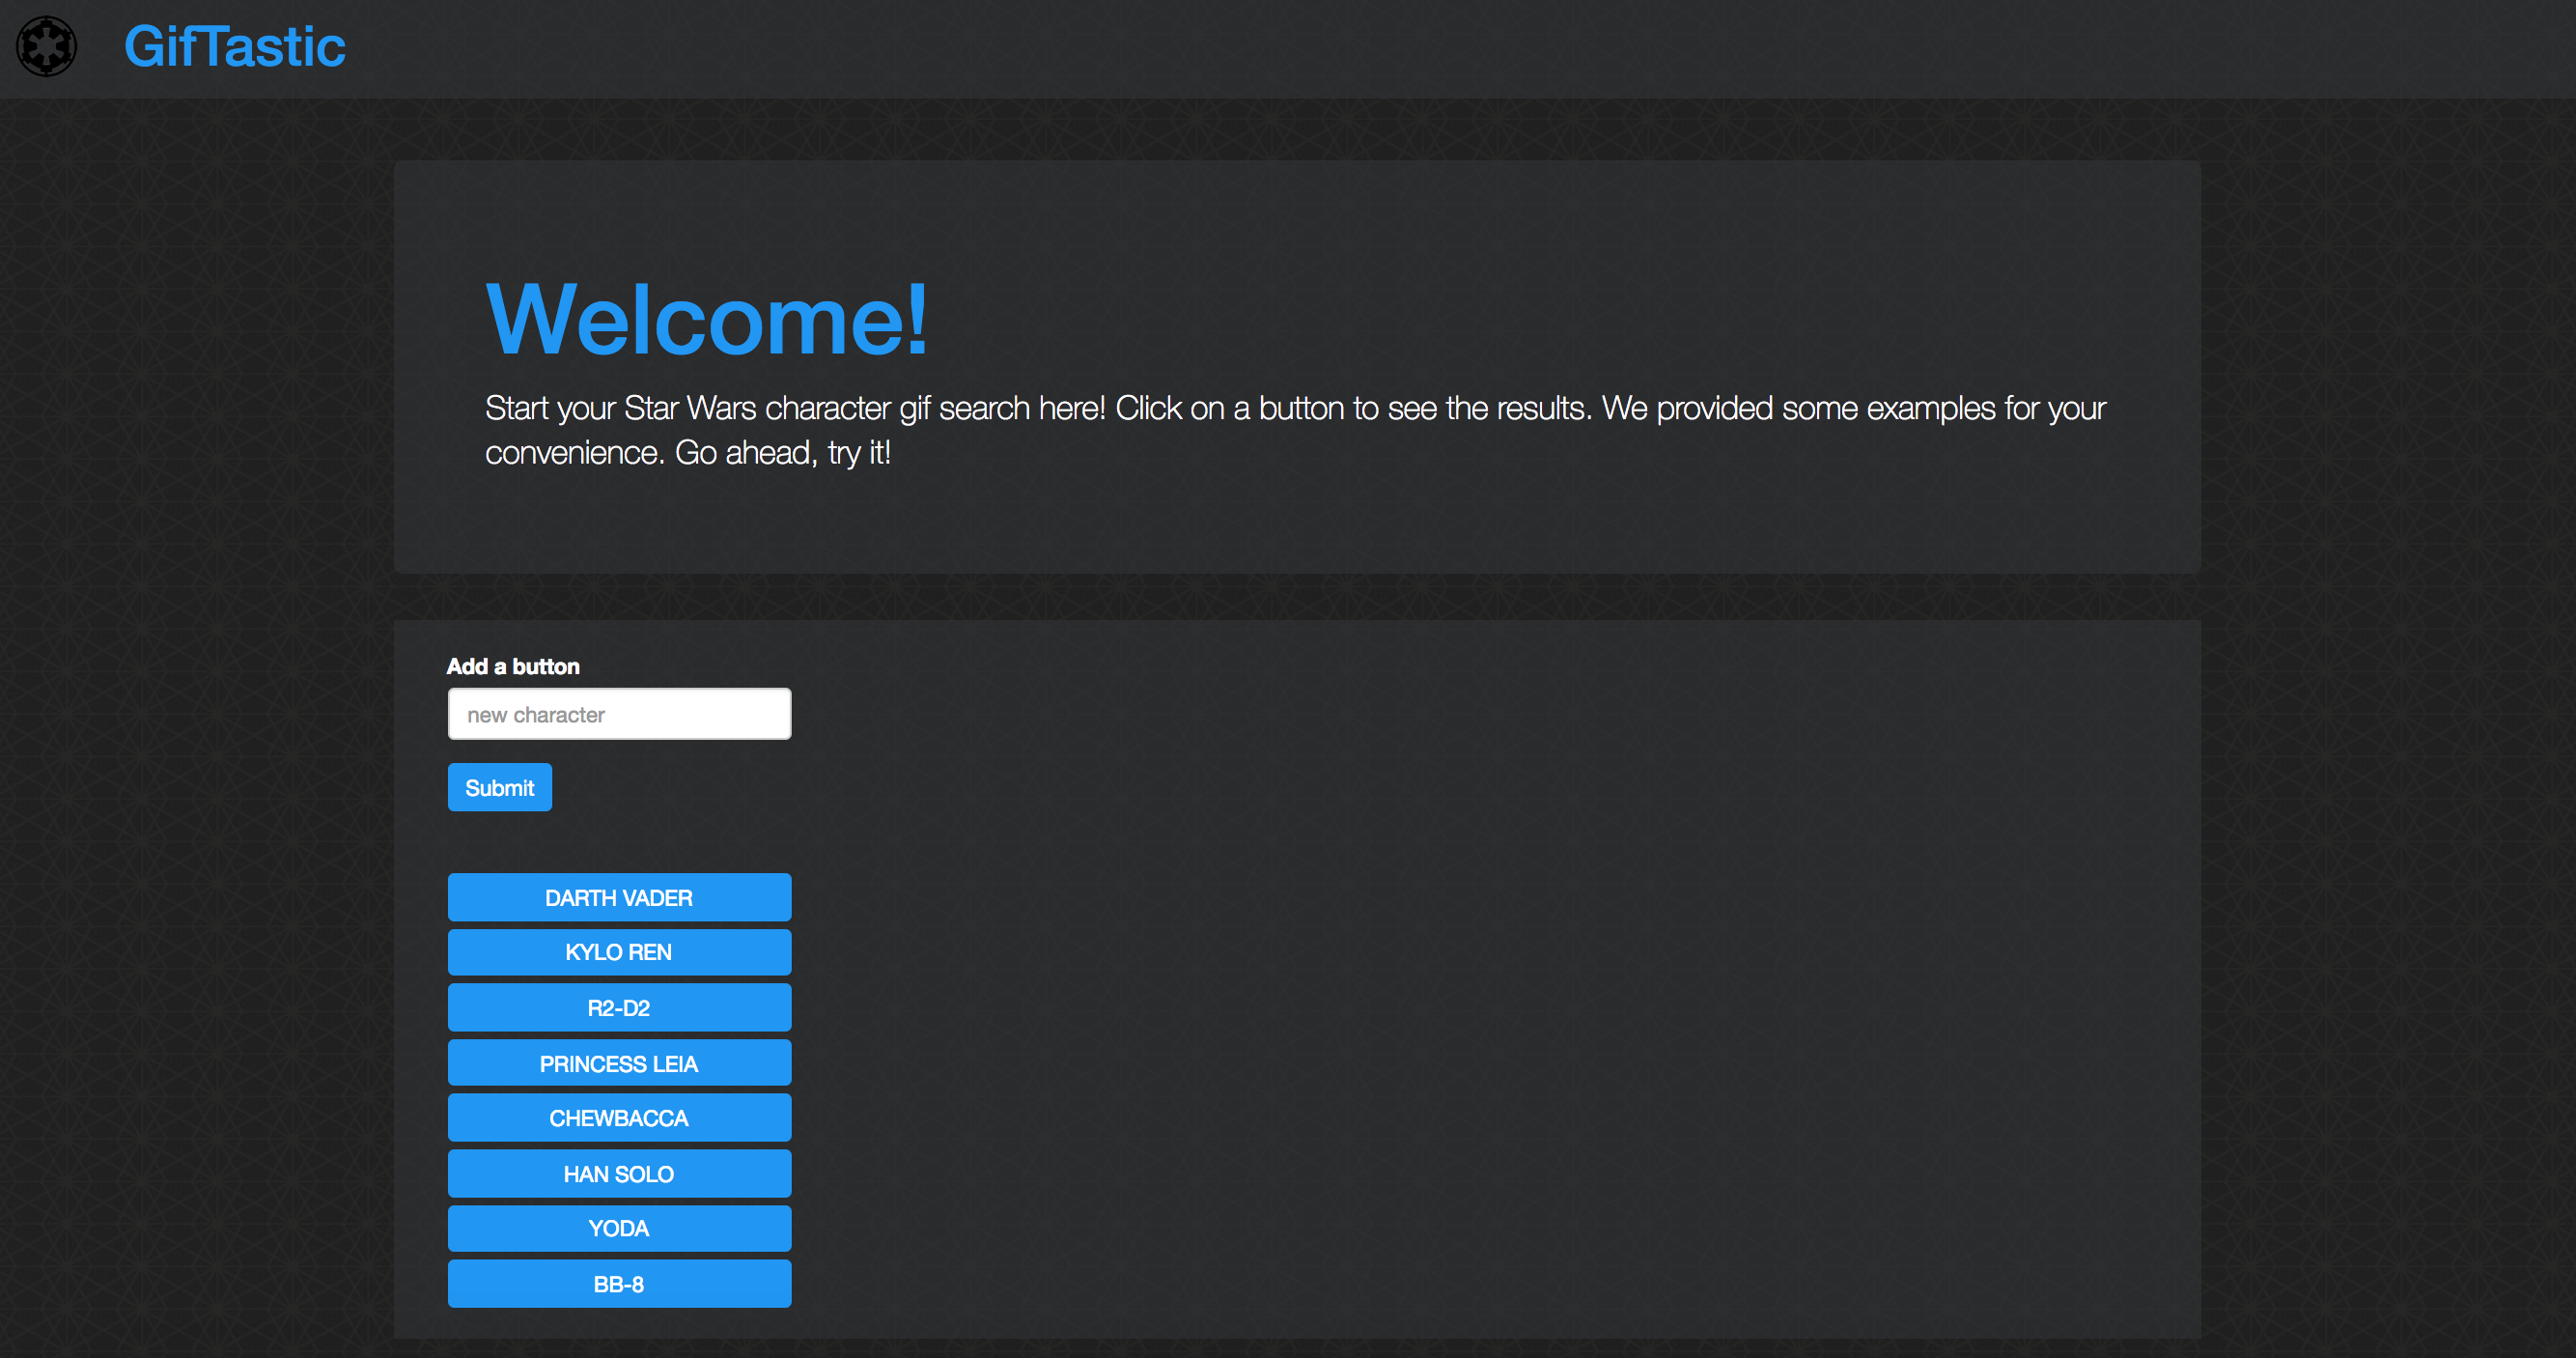 GifTastic
Welcome!
Start your Star Wars character gif search here! Click on a button to see the results. We provided some examples for your
convenience. Go ahead, try it!
Add a button
new character
Submit
DARTH VADER
KYLO REN
R2-D2
PRINCESS LEIA
CHEWBACCA
HAN SOLO
YODA
BB-8